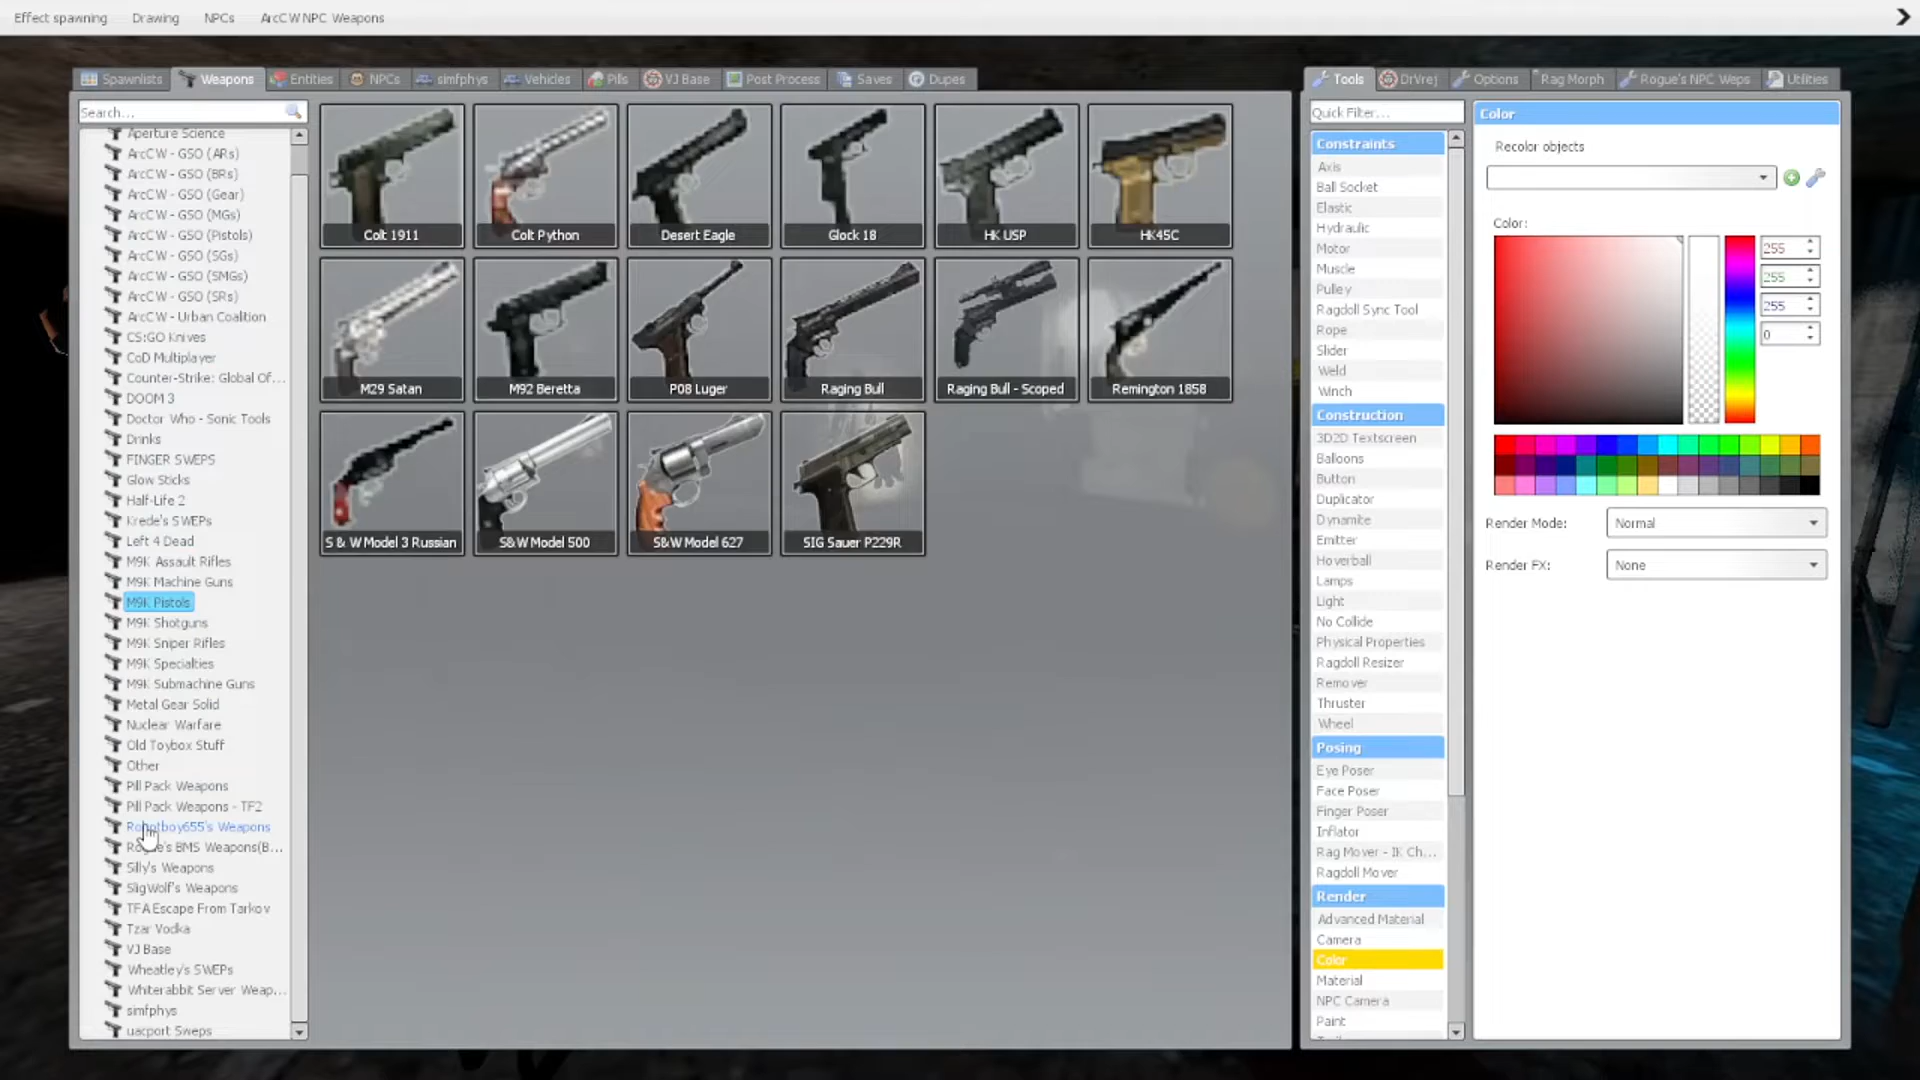 Effect spawning Drawing NPCs ArcCW NPC Weapons
Spawnlists Weapons Entities NPCs simfphys Vehicles Pills VJ Base Post Process Saves Dupes
Search...
Aperture Science
ArcCW - GSO (ARs)
ArcCW - GSO (BRs)
ArcCW - GSO (Gear)
ArcCW - GSO (MGs)
ArcCW - GSO (Pistols)
ArcCW - GSO (SGs)
ArcCW - GSO (SMGs)
ArcCW - GSO (SRs)
ArcCW - Urban Coalition
CS:GO Knives
CoD Multiplayer
Counter-Strike: Global Of...
DOOM 3
Doctor Who - Sonic Tools
Drinks
FINGER SWEPS
Glow Sticks
Half-Life 2
Krede's SWEPs
Left 4 Dead
M9K Assault Rifles
M9K Machine Guns
M9K Pistols
M9K Shotguns
M9K Sniper Rifles
M9K Specialties
M9K Submachine Guns
Metal Gear Solid
Nuclear Warfare
Old Toybox Stuff
Other
Pill Pack Weapons
Pill Pack Weapons - TF2
Robotboy655's Weapons
Rogue's BMS Weapons(B...
Silly's Weapons
SligWolf's Weapons
TFA Escape From Tarkov
Tzar Vodka
VJ Base
Wheatley's SWEPs
Whiterabbit Server Weap...
simfphys
uacport Sweps
Colt 1911
Colt Python
Desert Eagle
Glock 18
HK USP
HK45C
M29 Satan
M92 Beretta
P08 Luger
Raging Bull
Raging Bull - Scoped
Remington 1858
S & W Model 3 Russian
S&W Model 500
S&W Model 627
SIG Sauer P229R
Tools DrVrej Options Rag Morph Rogue's NPC Weps Utilities
Quick Filter...
Constraints
Axis
Ball Socket
Elastic
Hydraulic
Motor
Muscle
Pulley
Ragdoll Sync Tool
Rope
Slider
Weld
Winch
Construction
3D2D Textscreen
Balloons
Button
Duplicator
Dynamite
Emitter
Hoverball
Lamps
Light
No Collide
Physical Properties
Ragdoll Resizer
Remover
Thruster
Wheel
Posing
Eye Poser
Face Poser
Finger Poser
Inflator
Rag Mover - IK Ch...
Ragdoll Mover
Render
Advanced Material
Camera
Color
Material
NPC Camera
Paint
Color
Recolor objects
Color:
255
255
255
0
Render Mode: Normal
Render FX: None